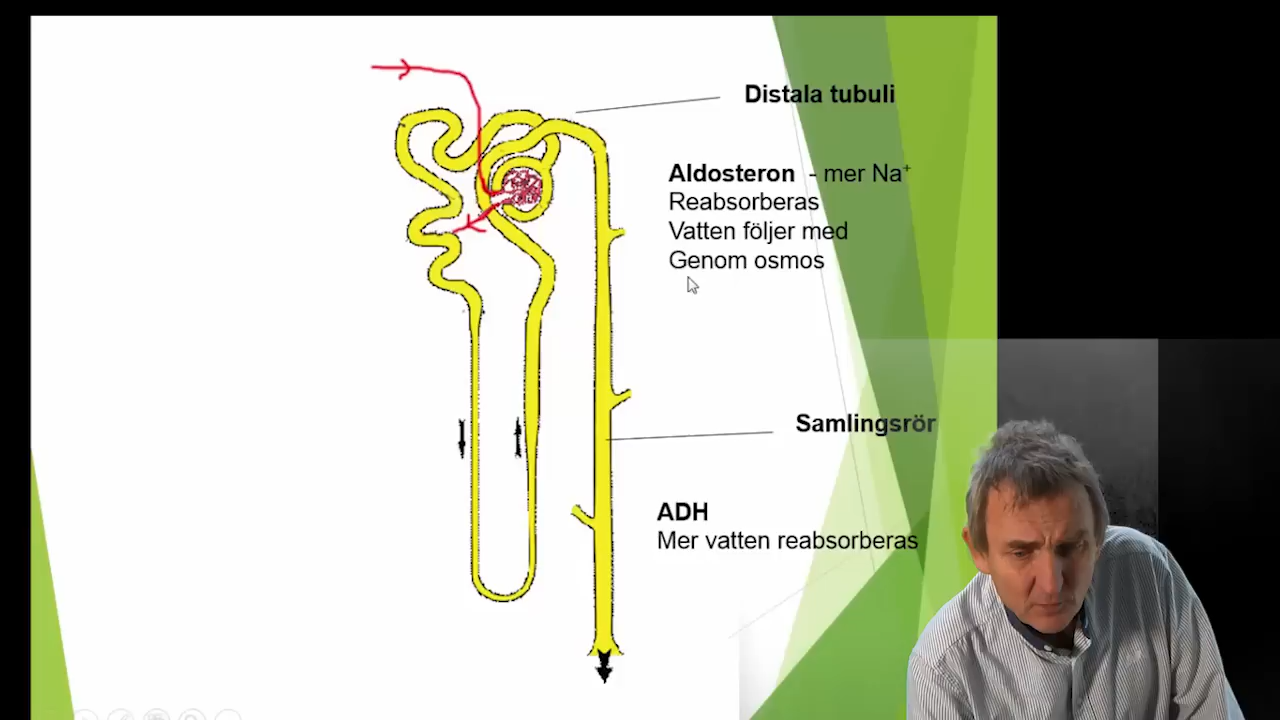 Distala tubuli
Aldosteron - mer Na⁺
Reabsorberas
Vatten följer med
Genom osmos
Samlingsrör
ADH
Mer vatten reabsorberas